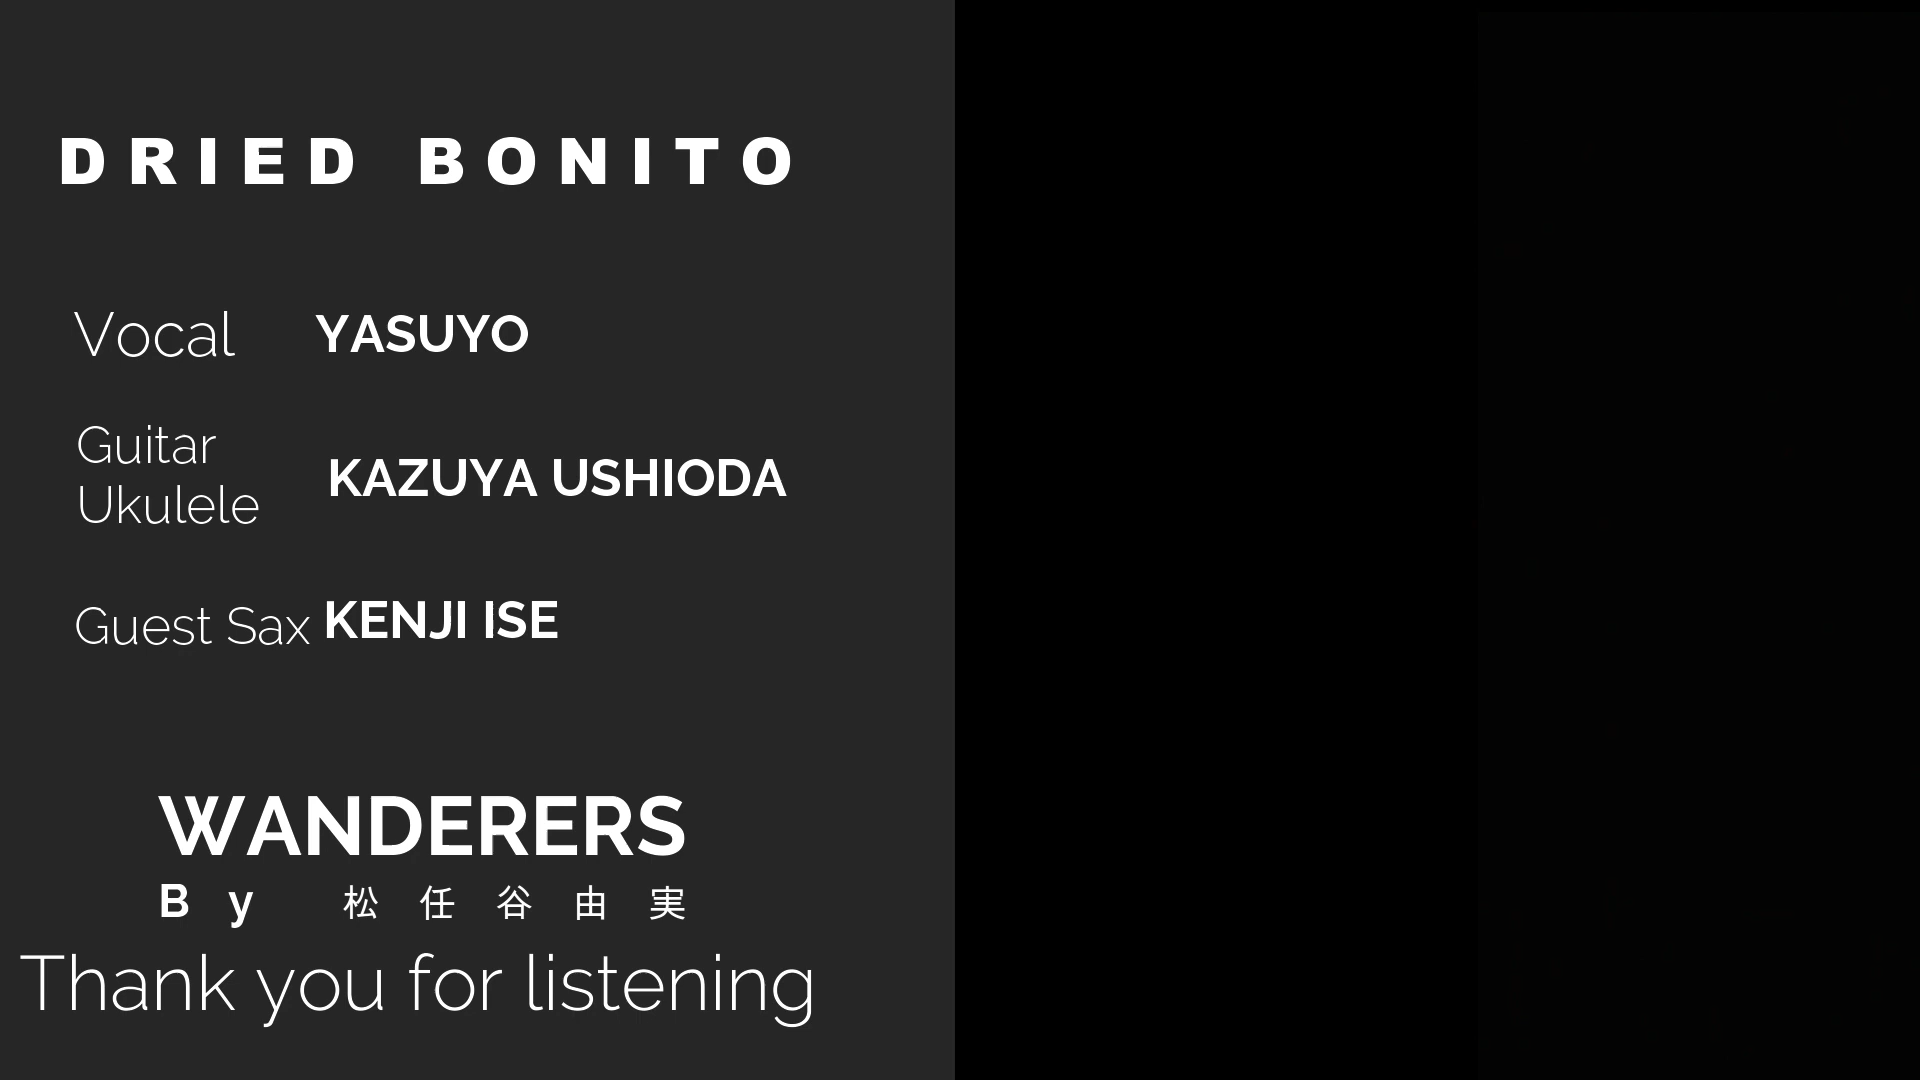 DRIED BONITO
Vocal YASUYO
Guitar
Ukulele KAZUYA USHIODA
Guest Sax KENJI ISE
WANDERERS
By 松任谷由実
Thank you for listening